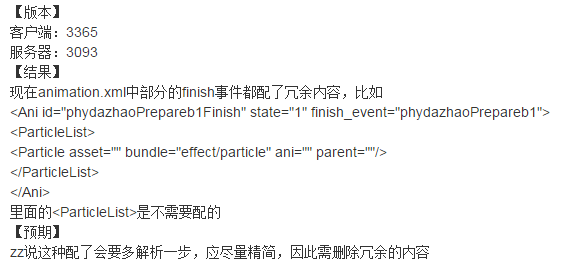 【版本】
客户端：3365
服务器：3093
【结果】
现在animation.xml中部分的finish事件都配了冗余内容，比如
<Ani id="phydazhaoPrepareb1Finish" state="1" finish_event="phydazhaoPrepareb1">
<ParticleList>
<Particle asset="" bundle="effect/particle" ani="" parent=""/>
</ParticleList>
</Ani>
里面的<ParticleList>是不需要配的
【预期】
zz说这种配了会要多解析一步，应尽量精简，因此需删除冗余的内容